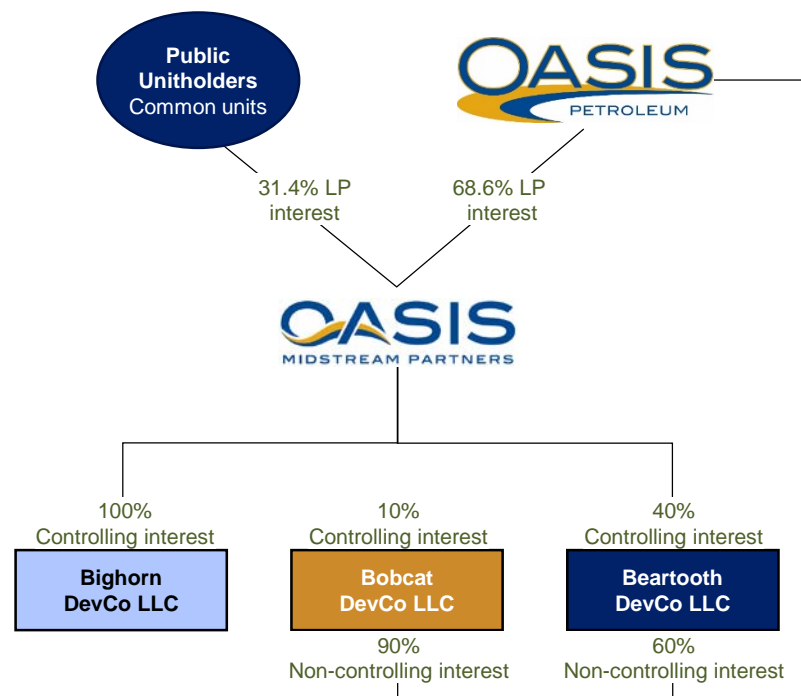 Public
Unitholders
Common units
OASIS
PETROLEUM
31.4% LP
interest
68.6% LP
interest
OASIS
MIDSTREAM PARTNERS
100%
Controlling interest
10%
Controlling interest
40%
Controlling interest
Bighorn
DevCo LLC
Bobcat
DevCo LLC
Beartooth
DevCo LLC
90%
Non-controlling interest
60%
Non-controlling interest